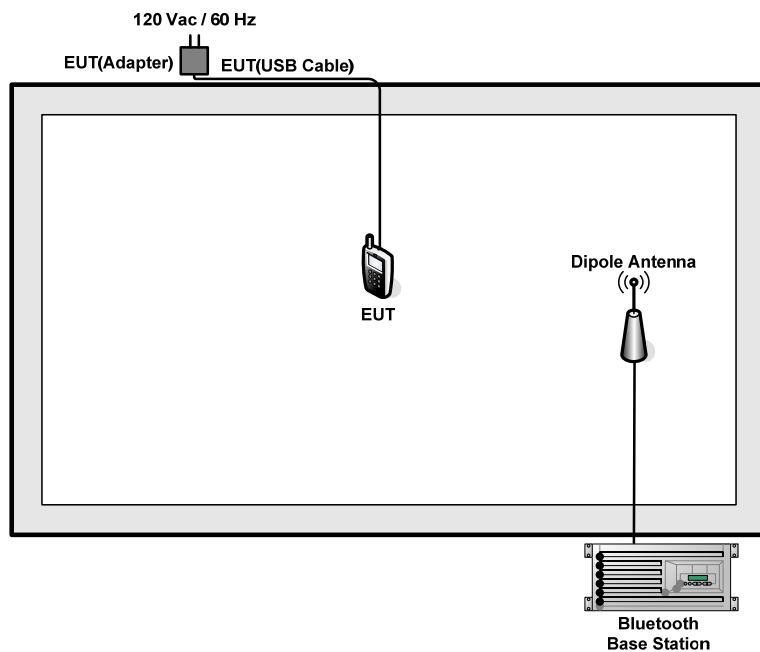 120 Vac / 60 Hz
EUT(Adapter)
EUT(USB Cable)
Dipole Antenna
EUT
Bluetooth
Base Station